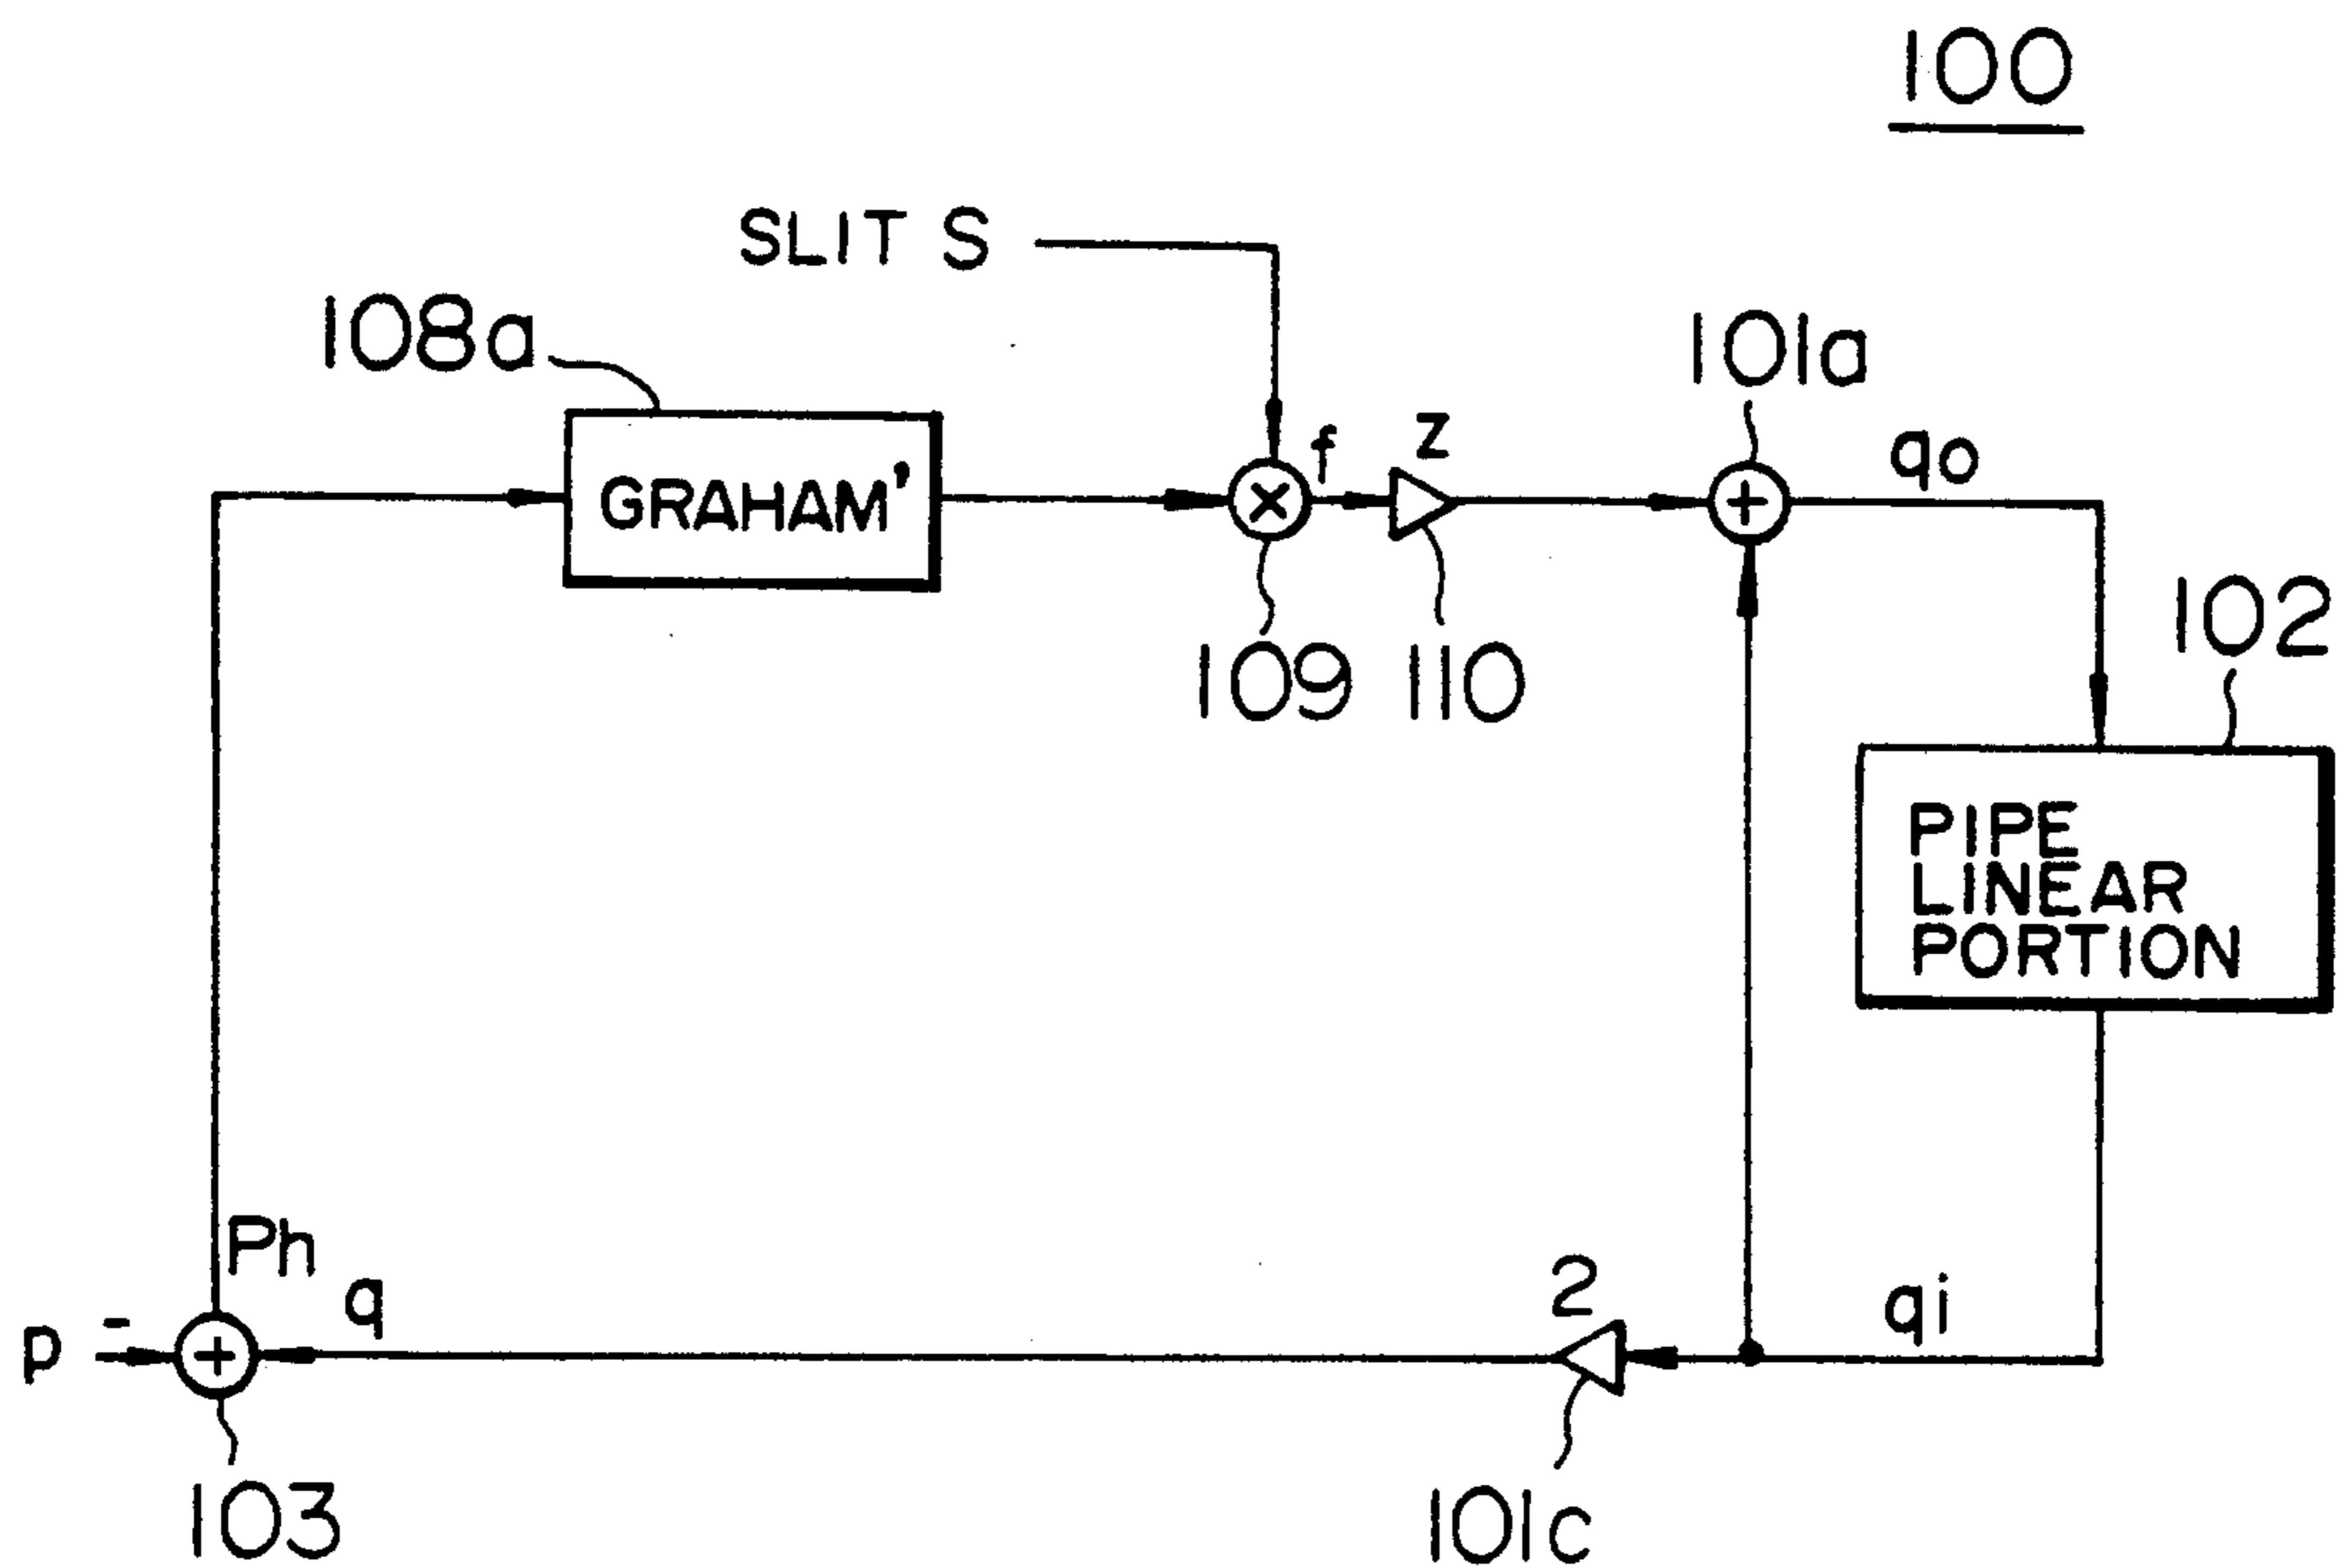 100
SLIT S
108a
101a
GRAHAM'
f
z
qo
109
110
102
PIPE
LINEAR
PORTION
Ph
q
2
qi
P -
103
101c